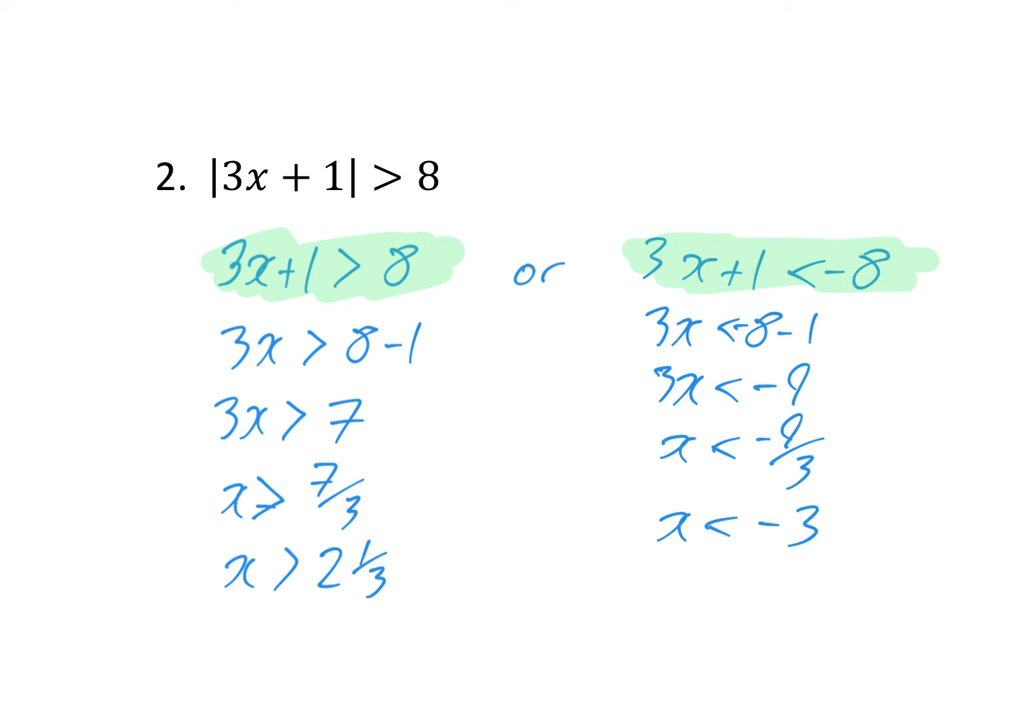 2. |3x + 1| > 8
3x+1 > 8 or 3x+1 <-8
3x > 8-1
3x > 7
x > 7/3
x > 2 1/3
3x <-8-1
3x < -9
x < -9/3
x < -3